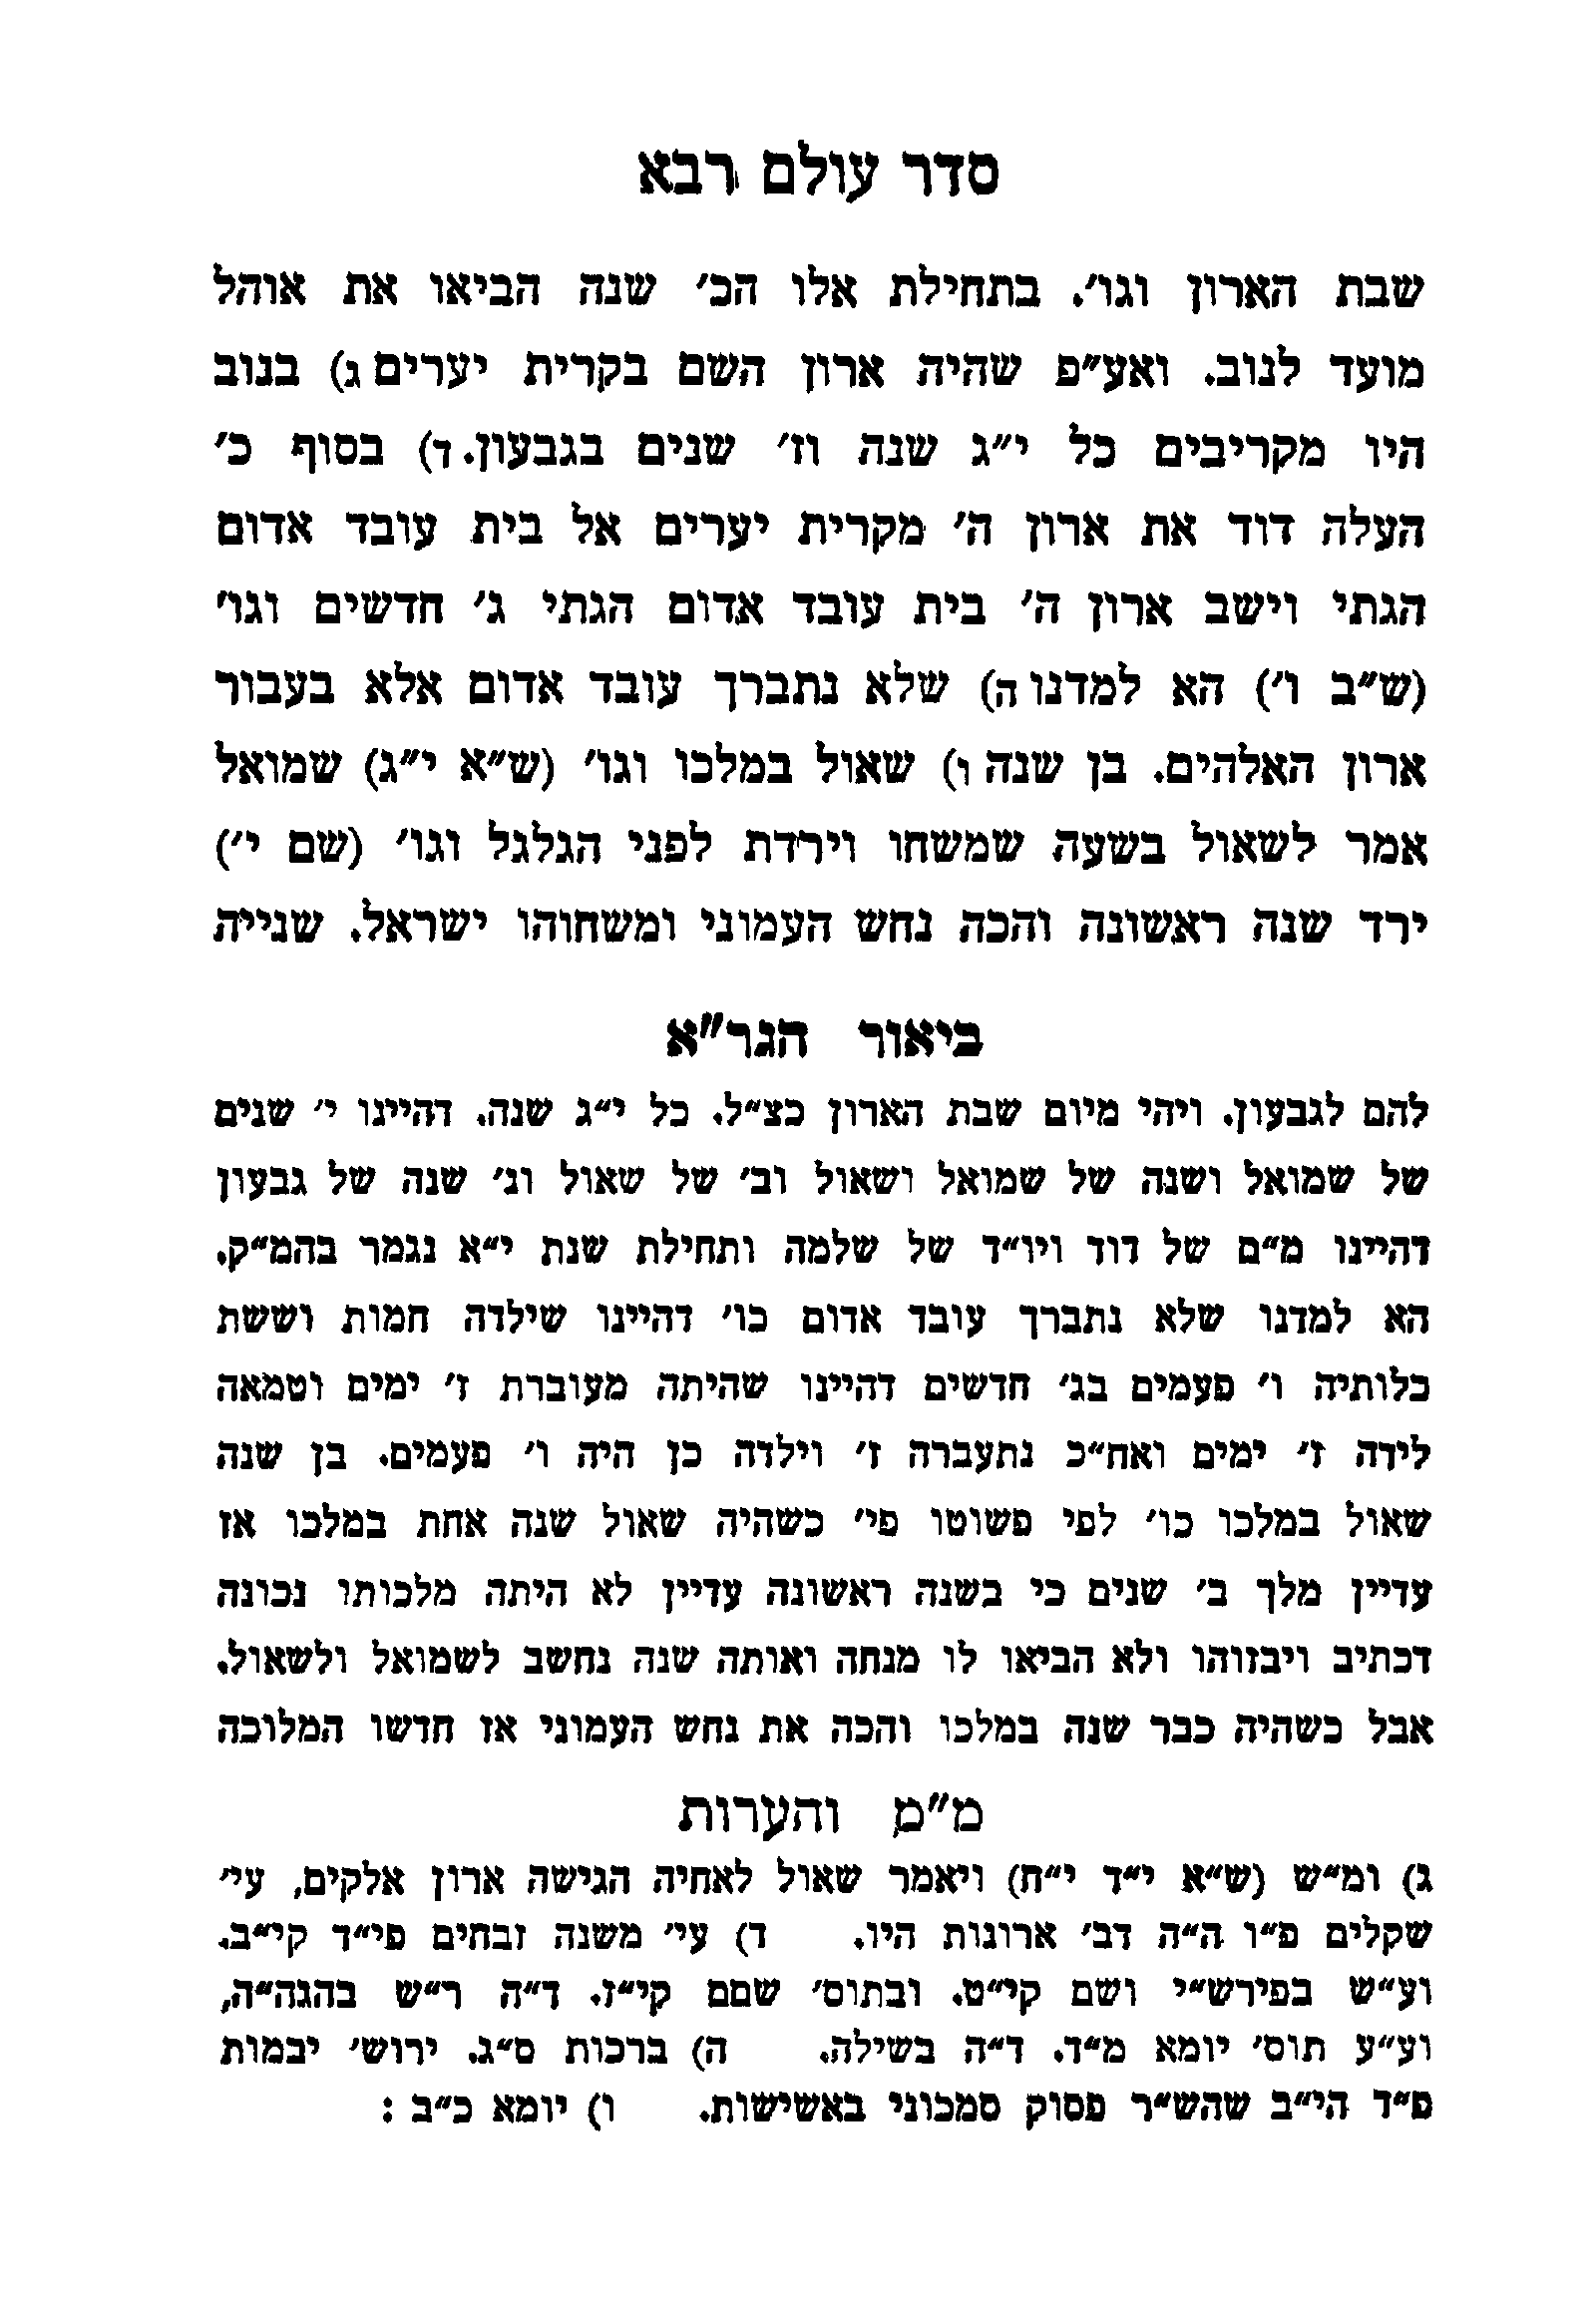 סדר עולם רבא
שבת הארון וגו׳. בתחילת אלו הכ׳ שנה הביאו את אוהל
מועד לנוב. ואע״פ שהיה ארון השם בקרית יערים ג) בנוב
היו מקריבים כל י״ג שנה וז׳ שנים בגבעון. ד) בסוף כ׳
העלה דוד את ארון ה׳ מקרית יערים אל בית עובד אדום
הגתי וישב ארון ה׳ בית עובד אדום הגתי ג׳ חדשים וגו׳
(ש״ב ו׳) הא למדנו ה) שלא נתברך עובד אדום אלא בעבור
ארון האלהים. בן שנה ו) שאול במלכו וגו׳ (ש״א י״ג) שמואל
אמר לשאול בשעה שמשחו וירדת לפני הגלגל וגו׳ (שם י׳)
ירד שנה ראשונה והכה נחש העמוני ומשחוהו ישראל. שנייה
ביאור הגר״א
להם לגבעון. ויהי מיום שבת הארון כצ״ל. כל י״ג שנה. דהיינו י׳ שנים
של שמואל ושנה של שמואל ושאול וב׳ של שאול ונ׳ שנה של גבעון
דהיינו מ״ם של דוד ויו״ד של שלמה ותחילת שנת י״א נגמר בהמ״ק.
הא למדנו שלא נתברך עובד אדום כו׳ דהיינו שילדה חמות וששת
כלותיה ו׳ פעמים בג׳ חדשים דהיינו שהיתה מעוברת ז׳ ימים וטמאה
לידה ז׳ ימים ואח״כ נתעברה ז׳ וילדה כן היה ו׳ פעמים. בן שנה
שאול במלכו כו׳ לפי פשוטו פי׳ כשהיה שאול שנה אחת במלכו אז
עדיין מלך ב׳ שנים כי בשנה ראשונה עדיין לא היתה מלכותו נכונה
דכתיב ויבזוהו ולא הביאו לו מנחה ואותה שנה נחשב לשמואל ולשאול.
אבל כשהיה כבר שנה במלכו והכה את נחש העמוני אז חדשו המלוכה
מ״מ והערות
ג) ומ״ש (ש״א י״ד י״ח) ויאמר שאול לאחיה הגישה ארון אלקים, עי׳
שקלים פ״ו ה״ה דב׳ ארונות היו. ד) עי׳ משנה זבחים פי״ד קי״ב.
וע״ש בפירש״י ושם קי״ט. ובתוס׳ שםם קי״ז. ד״ה ר״ש בהגה״ה,
וע״ע תוס׳ יומא מ״ד. ד״ה בשילה. ה) ברכות ס״ג. ירוש׳ יבמות
פ״ד הי״ב שהש״ר פסוק סמכוני באשישות. ו) יומא כ״ב :